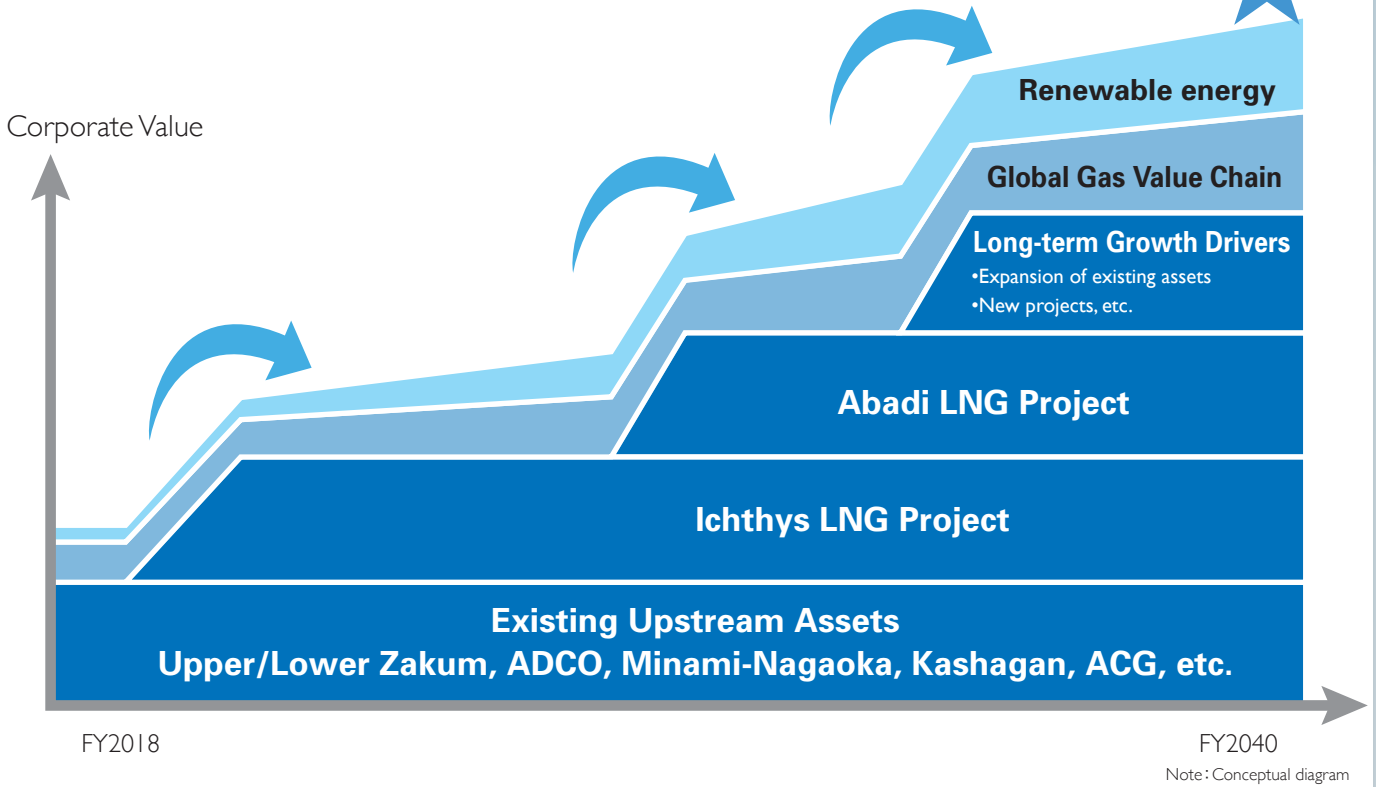 Corporate Value
Renewable energy
Global Gas Value Chain
Long-term Growth Drivers
•Expansion of existing assets
•New projects, etc.
Abadi LNG Project
Ichthys LNG Project
Existing Upstream Assets
Upper/Lower Zakum, ADCO, Minami-Nagaoka, Kashagan, ACG, etc.
FY2018
FY2040
Note：Conceptual diagram